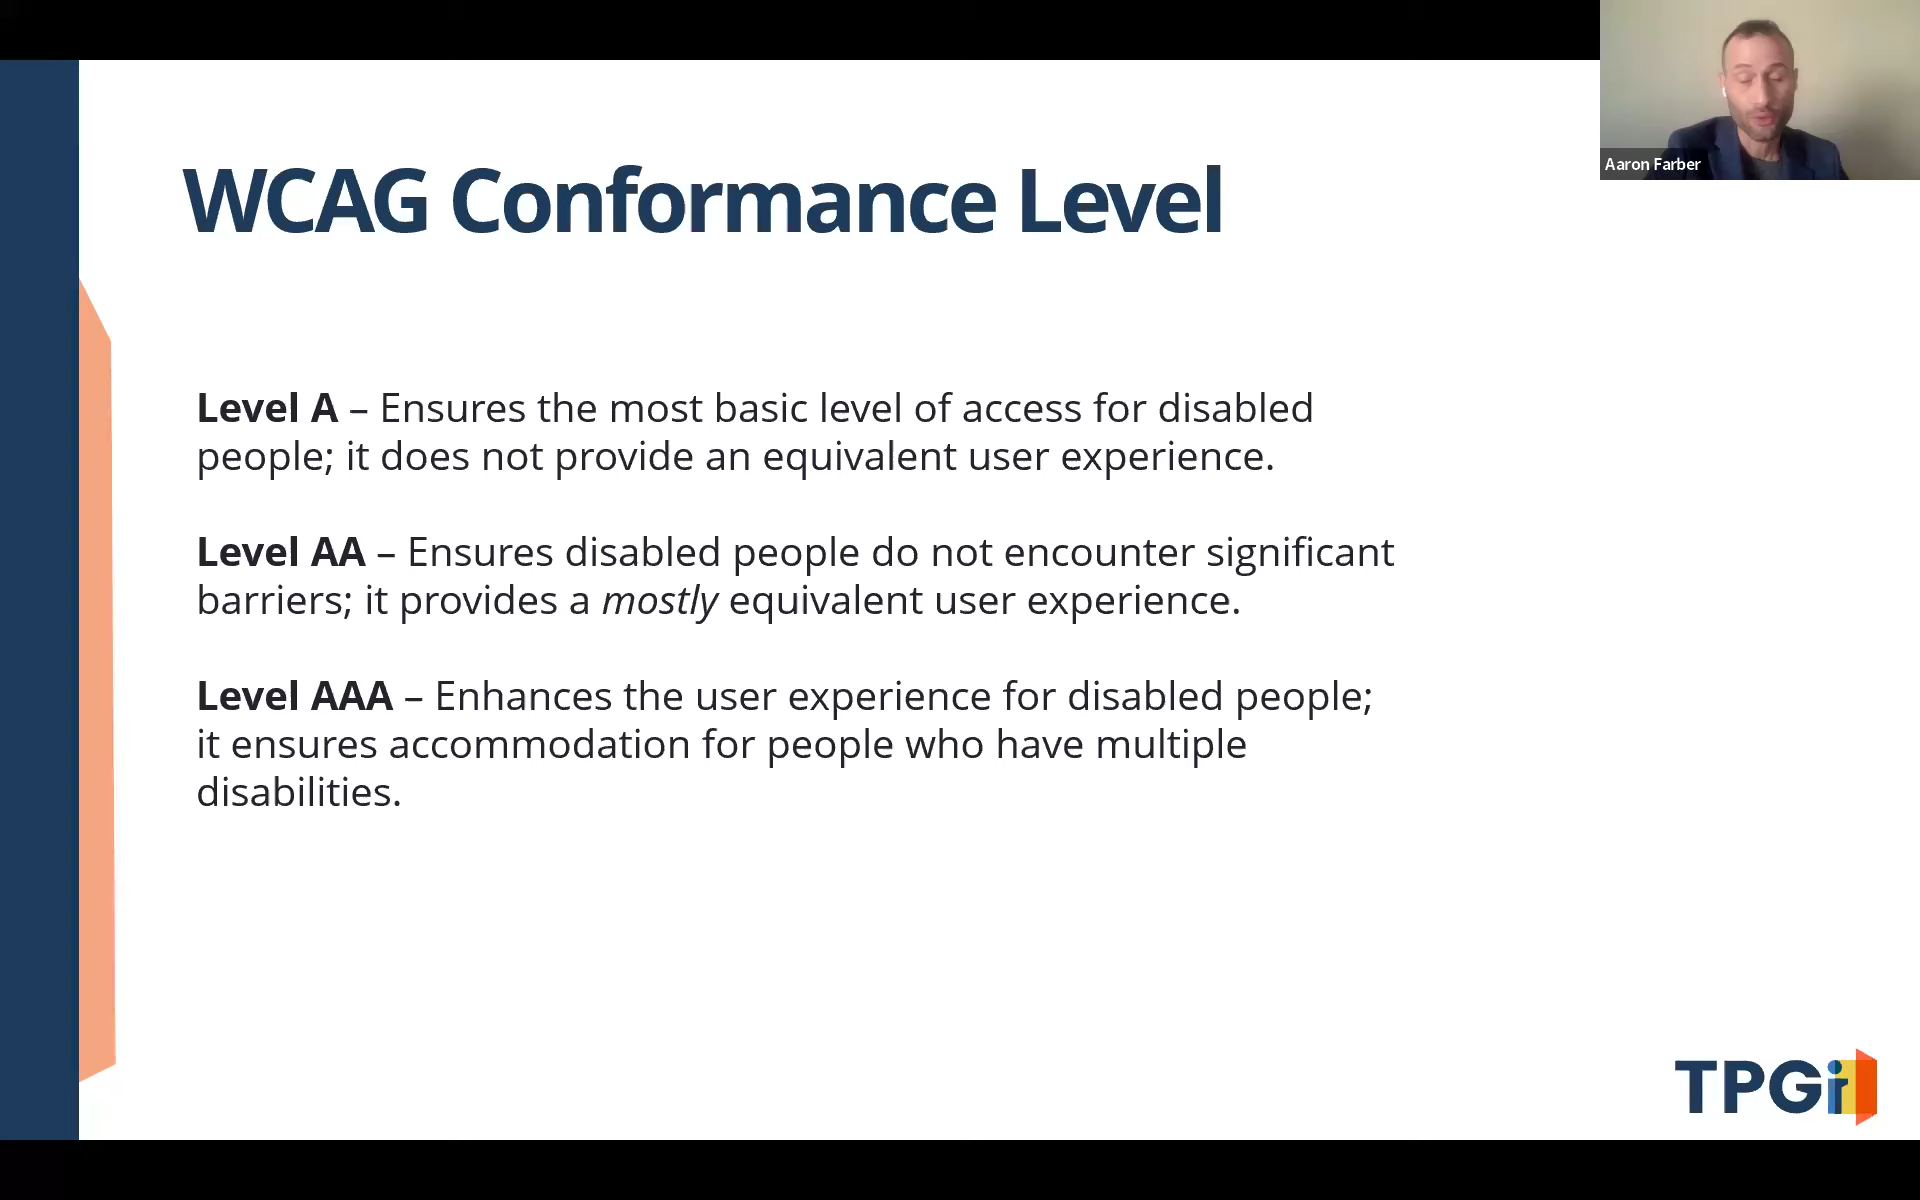 Aaron Farber
WCAG Conformance Level
Level A – Ensures the most basic level of access for disabled
people; it does not provide an equivalent user experience.
Level AA – Ensures disabled people do not encounter significant
barriers; it provides a mostly equivalent user experience.
Level AAA – Enhances the user experience for disabled people;
it ensures accommodation for people who have multiple
disabilities.
TPGi